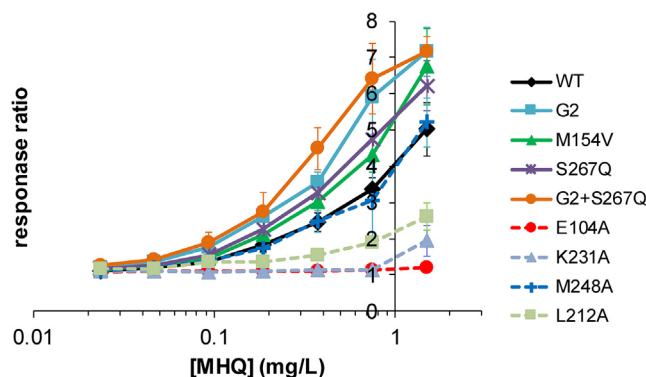 8
7
6
5
4
3
2
1
0
responase ratio
0.01
0.1
1
[MHQ] (mg/L)
WT
G2
M154V
S267Q
G2+S267Q
E104A
K231A
M248A
L212A